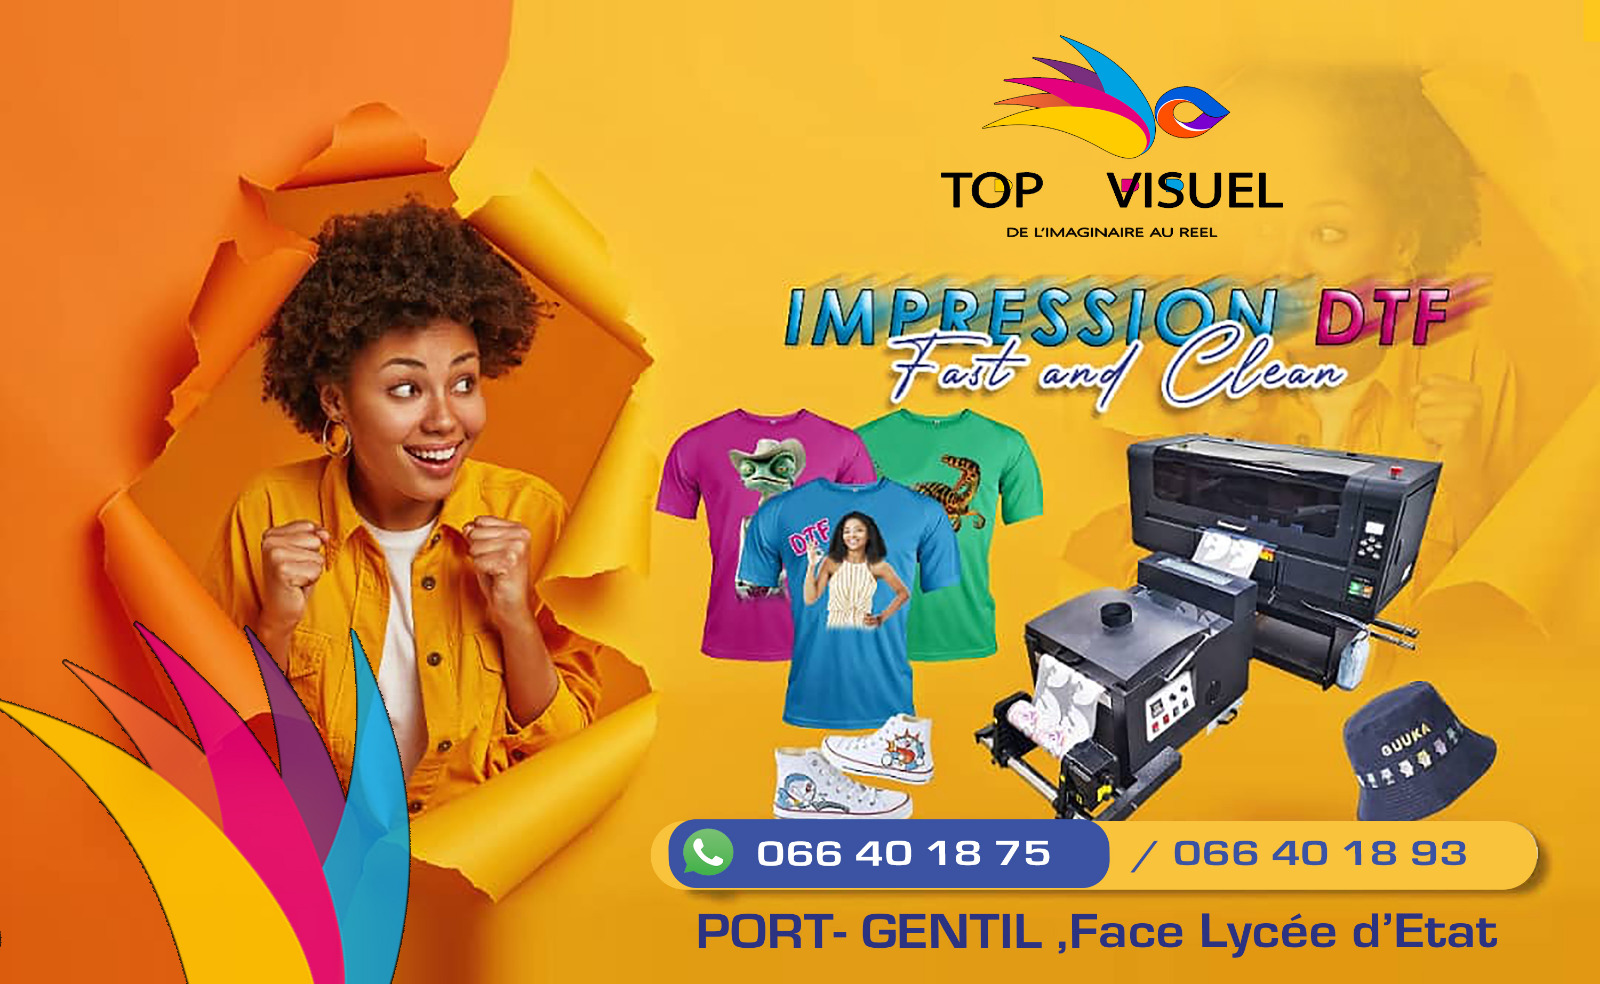 TOP VISUEL
DE L'IMAGINAIRE AU REEL
IMPRESSION DTF
Fast and Clean
DTF
GUUKA
066 40 18 75 / 066 40 18 93
PORT- GENTIL ,Face Lycée d'Etat